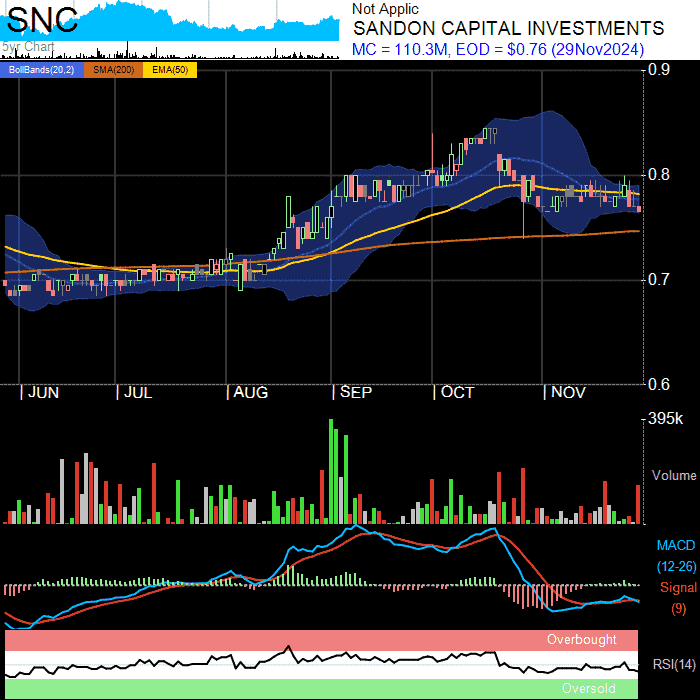 SNC
5yr Chart
Not Applic
SANDON CAPITAL INVESTMENTS
MC = 110.3M, EOD = $0.76 (29Nov2024)
BollBands(20,2) SMA(200) EMA(50)
0.9
0.8
0.7
0.6
JUN JUL AUG SEP OCT NOV
395k
Volume
MACD
(12-26)
Signal
(9)
Overbought
RSI(14)
Oversold